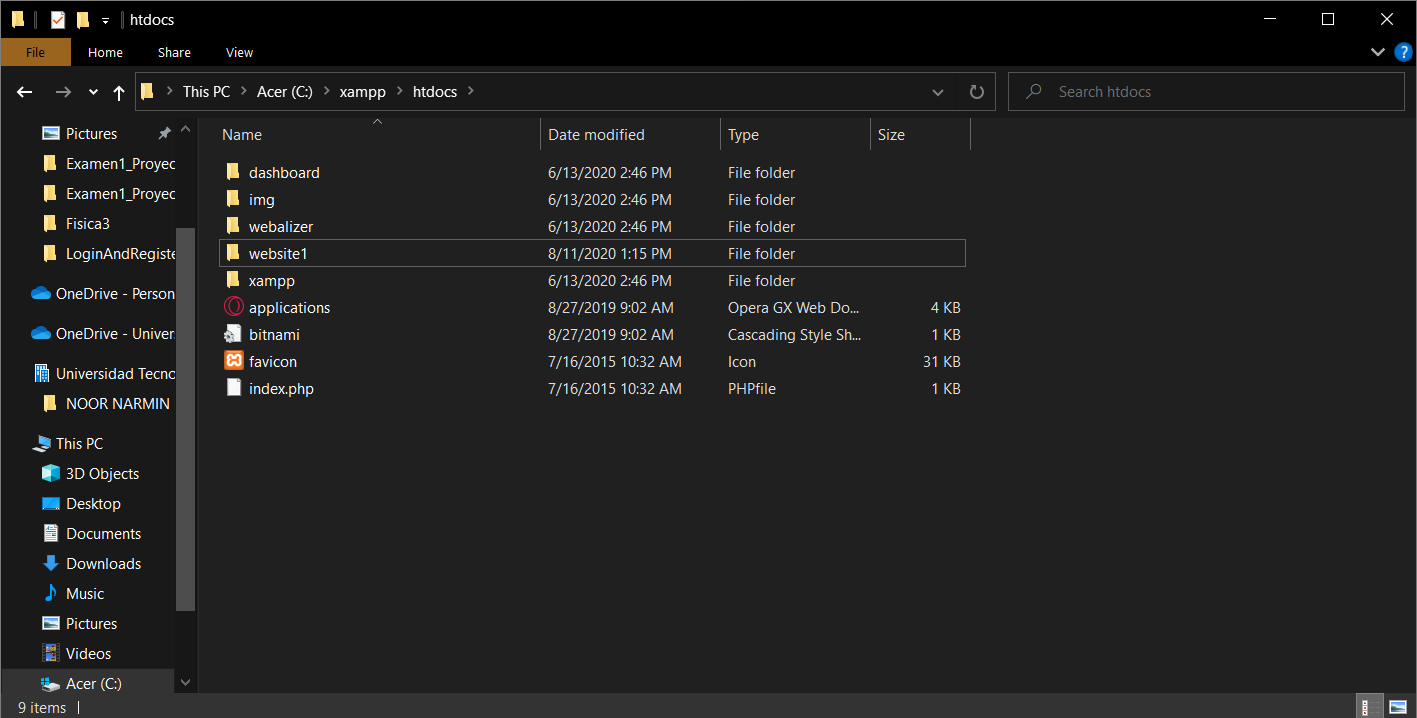 htdocs
File Home Share View
This PC Acer (C:) xampp htdocs Search htdocs
Name Date modified Type Size
Pictures
Examen1_Proyec
Examen1_Proyec
Fisica3
LoginAndRegiste
OneDrive - Person
OneDrive - Univer
Universidad Tecno
NOOR NARMIN
This PC
3D Objects
Desktop
Documents
Downloads
Music
Pictures
Videos
Acer (C:)
dashboard 6/13/2020 2:46 PM File folder
img 6/13/2020 2:46 PM File folder
webalizer 6/13/2020 2:46 PM File folder
website1 8/11/2020 1:15 PM File folder
xampp 6/13/2020 2:46 PM File folder
applications 8/27/2019 9:02 AM Opera GX Web Do... 4 KB
bitnami 8/27/2019 9:02 AM Cascading Style Sh... 1 KB
favicon 7/16/2015 10:32 AM Icon 31 KB
index.php 7/16/2015 10:32 AM PHPfile 1 KB
9 items